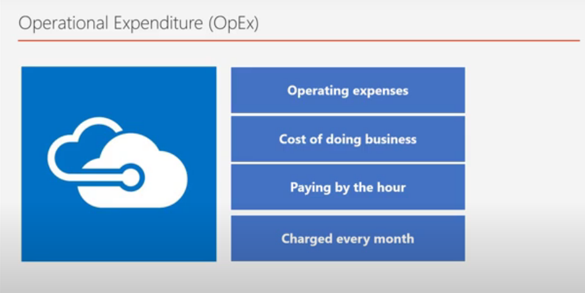 Operational Expenditure (OpEx)
Operating expenses
Cost of doing business
Paying by the hour
Charged every month